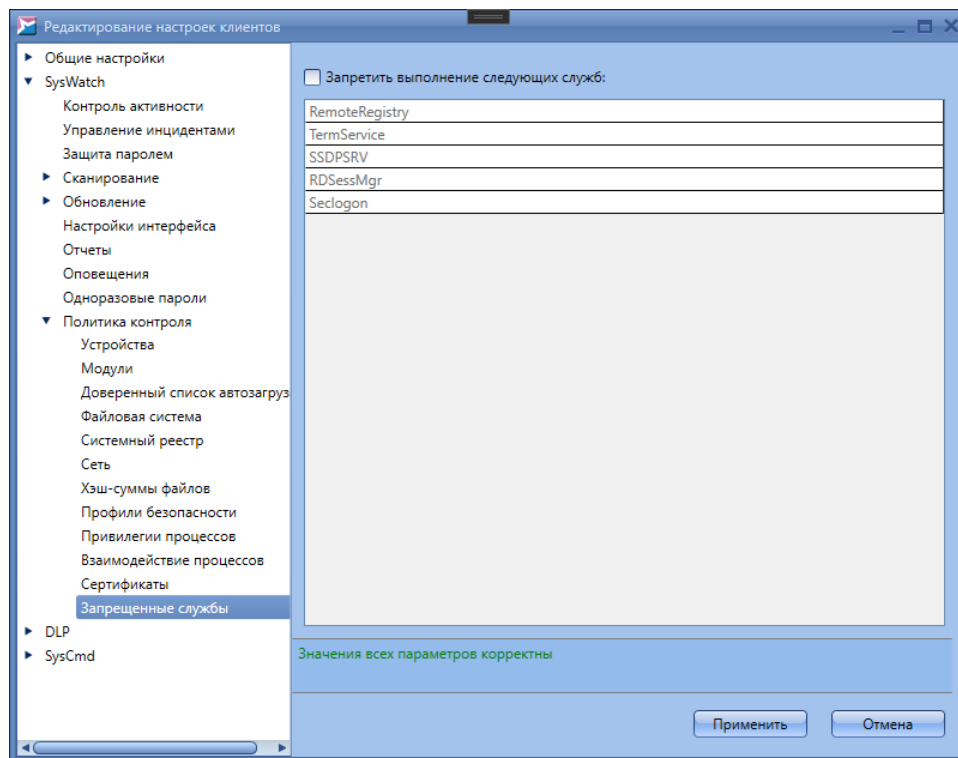 Редактирование настроек клиентов
Общие настройки
SysWatch
Контроль активности
Управление инцидентами
Защита паролем
Сканирование
Обновление
Настройки интерфейса
Отчеты
Оповещения
Одноразовые пароли
Политика контроля
Устройства
Модули
Доверенный список автозагруз
Файловая система
Системный реестр
Сеть
Хэш-суммы файлов
Профили безопасности
Привилегии процессов
Взаимодействие процессов
Сертификаты
Запрещенные службы
DLP
SysCmd
Запретить выполнение следующих служб:
RemoteRegistry
TermService
SSDPSRV
RDSessMgr
Seclogon
Значения всех параметров корректны
Применить
Отмена